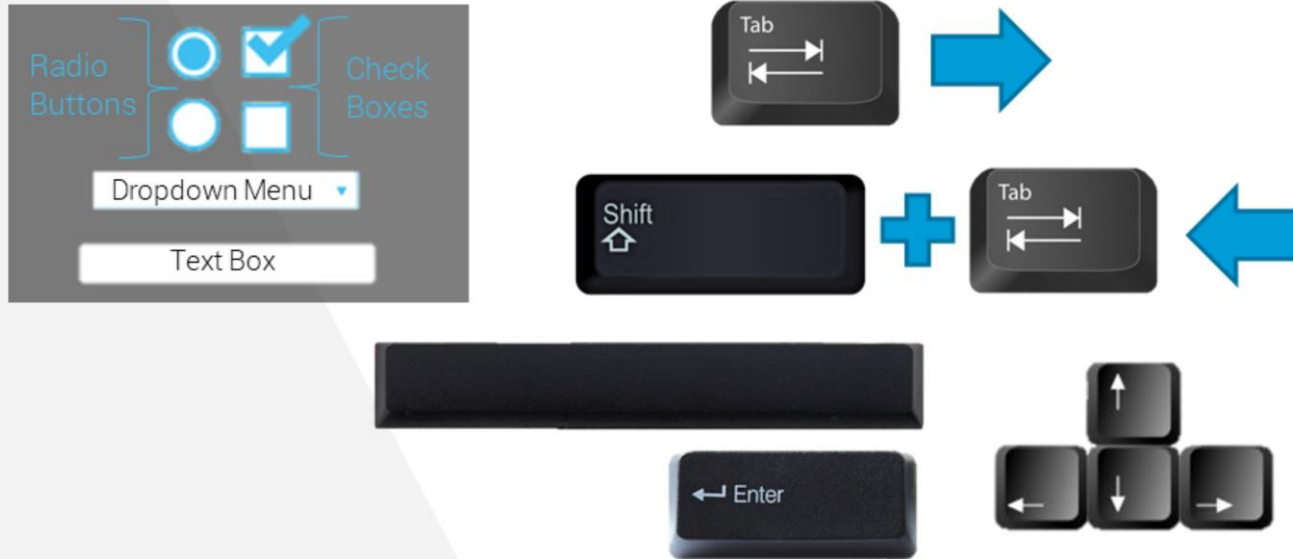 Radio
Buttons
Check
Boxes
Dropdown Menu
Text Box
Tab
Shift
Tab
Enter